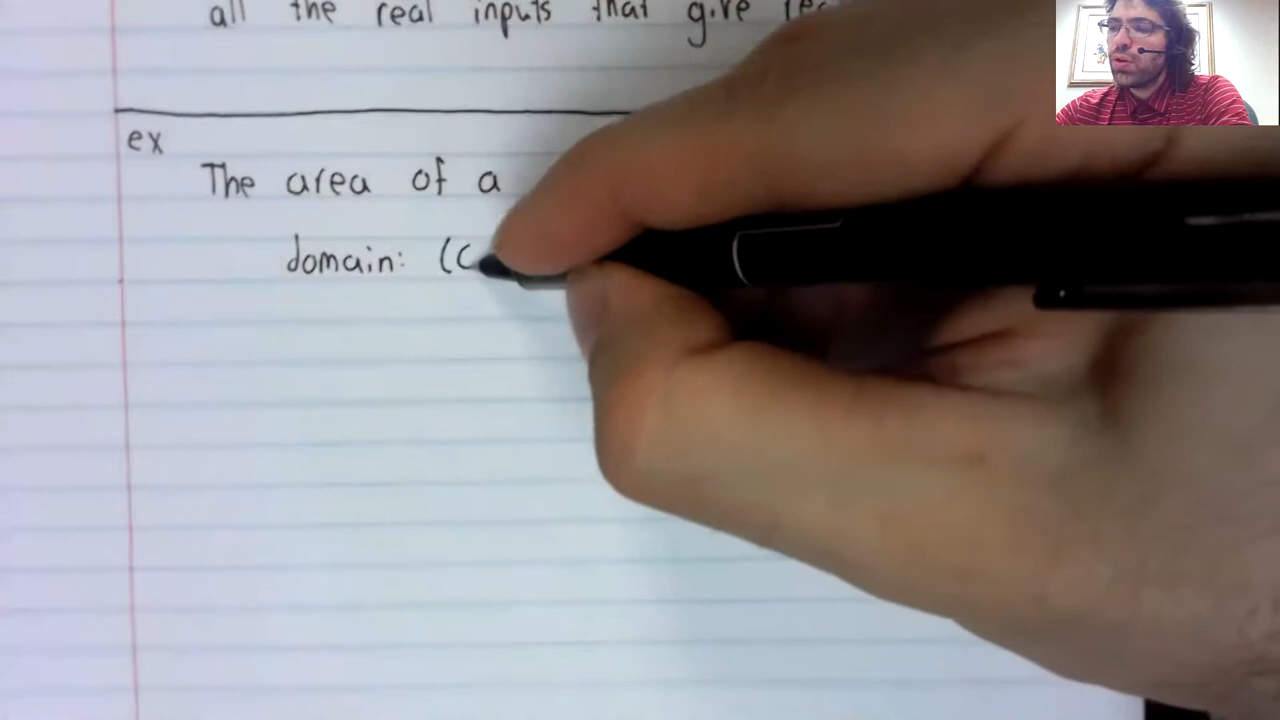 all the real inputs that give
ex
The area of a
domain: (